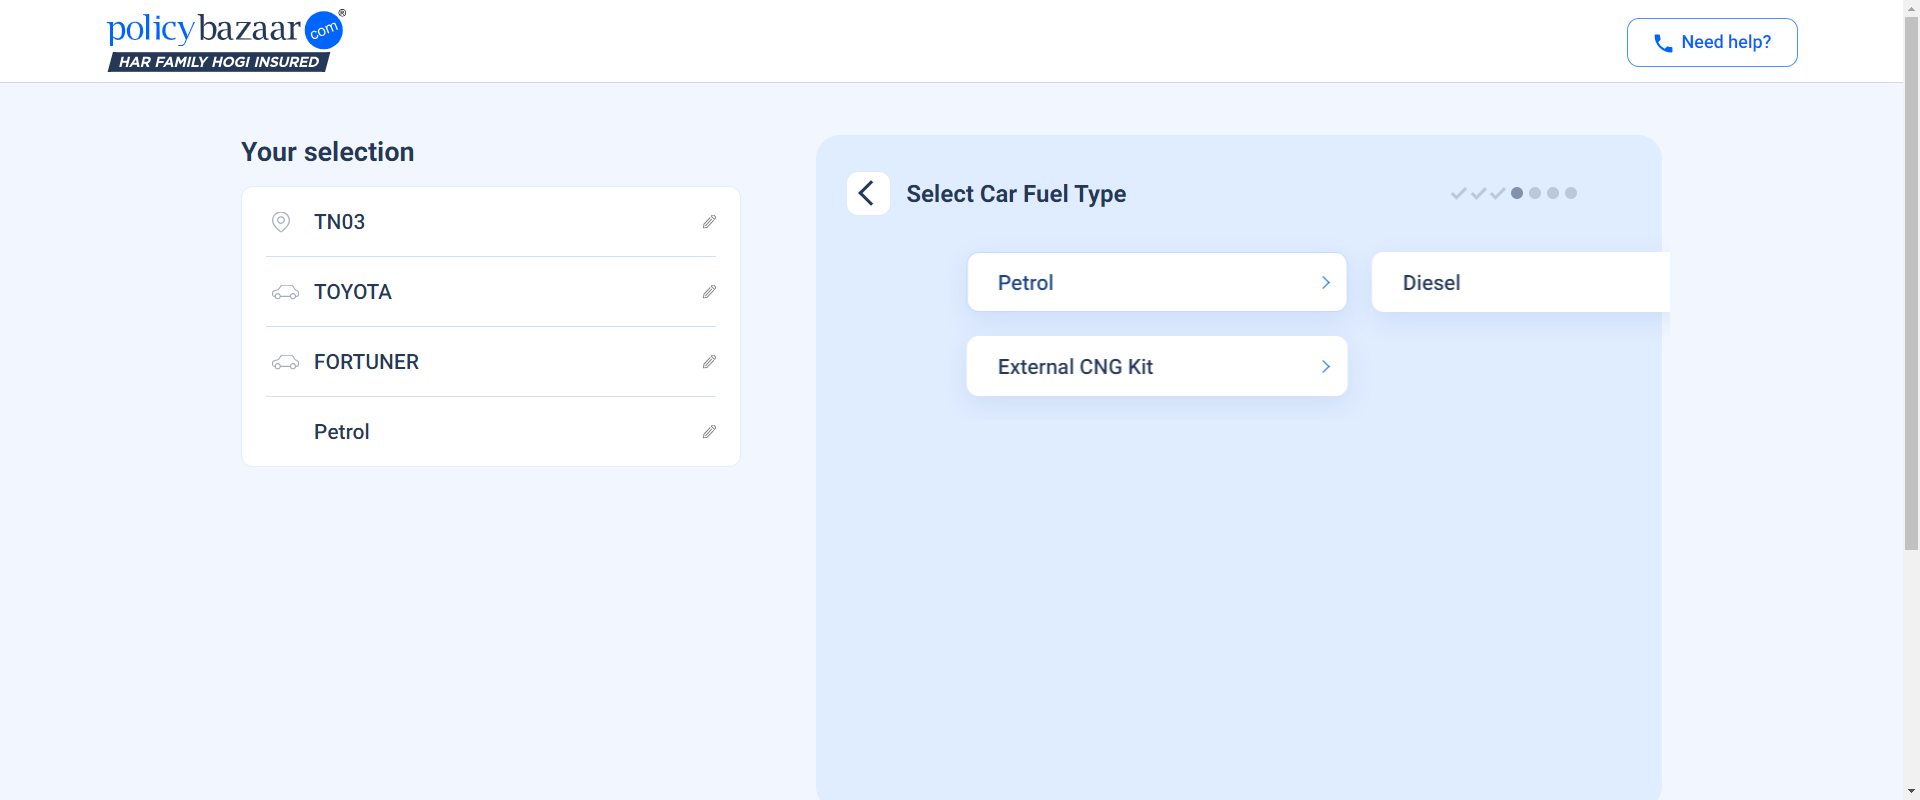 policybazaar.com®
HAR FAMILY HOGI INSURED
Need help?
Your selection
TN03
TOYOTA
FORTUNER
Petrol
Select Car Fuel Type
Petrol
Diesel
External CNG Kit